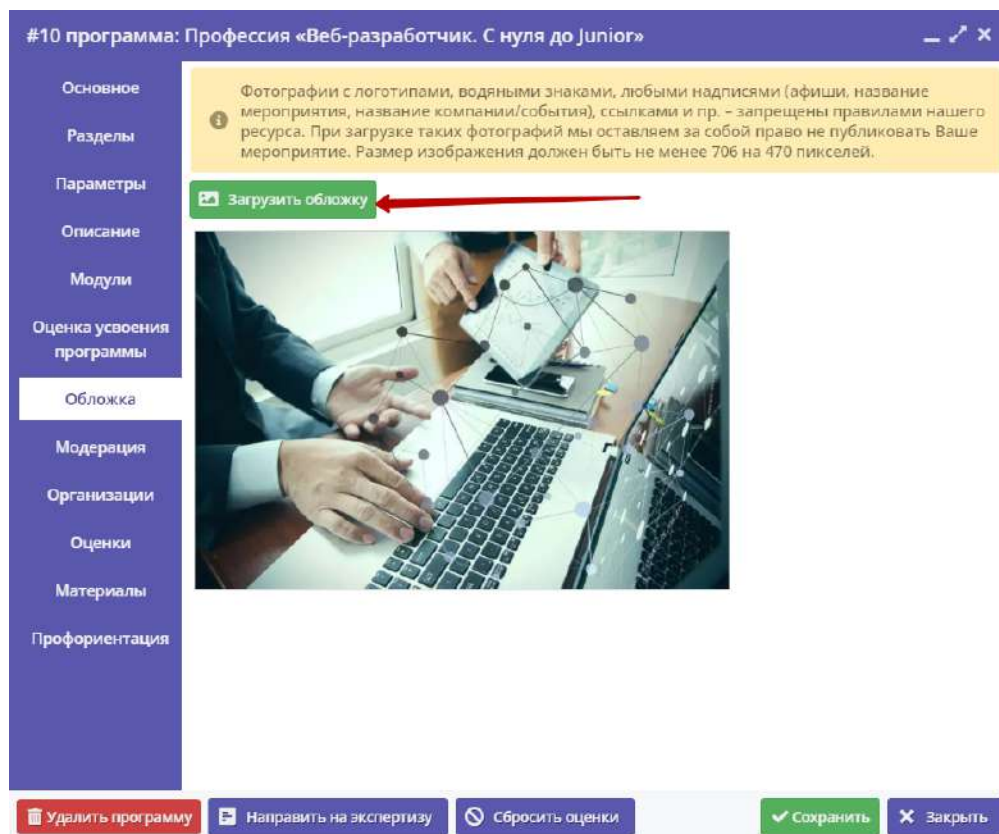 #10 программа: Профессия «Веб-разработчик. С нуля до Junior»
Основное
Разделы
Параметры
Описание
Модули
Оценка усвоения
программы
Обложка
Модерация
Организации
Оценки
Материалы
Профориентация
Фотографии с логотипами, водяными знаками, любыми надписями (афиши, название
мероприятия, название компании/события), ссылками и пр. – запрещены правилами нашего
ресурса. При загрузке таких фотографий мы оставляем за собой право не публиковать Ваше
мероприятие. Размер изображения должен быть не менее 706 на 470 пикселей.
Загрузить обложку
Удалить программу
Направить на экспертизу
Сбросить оценки
Сохранить
Закрыть